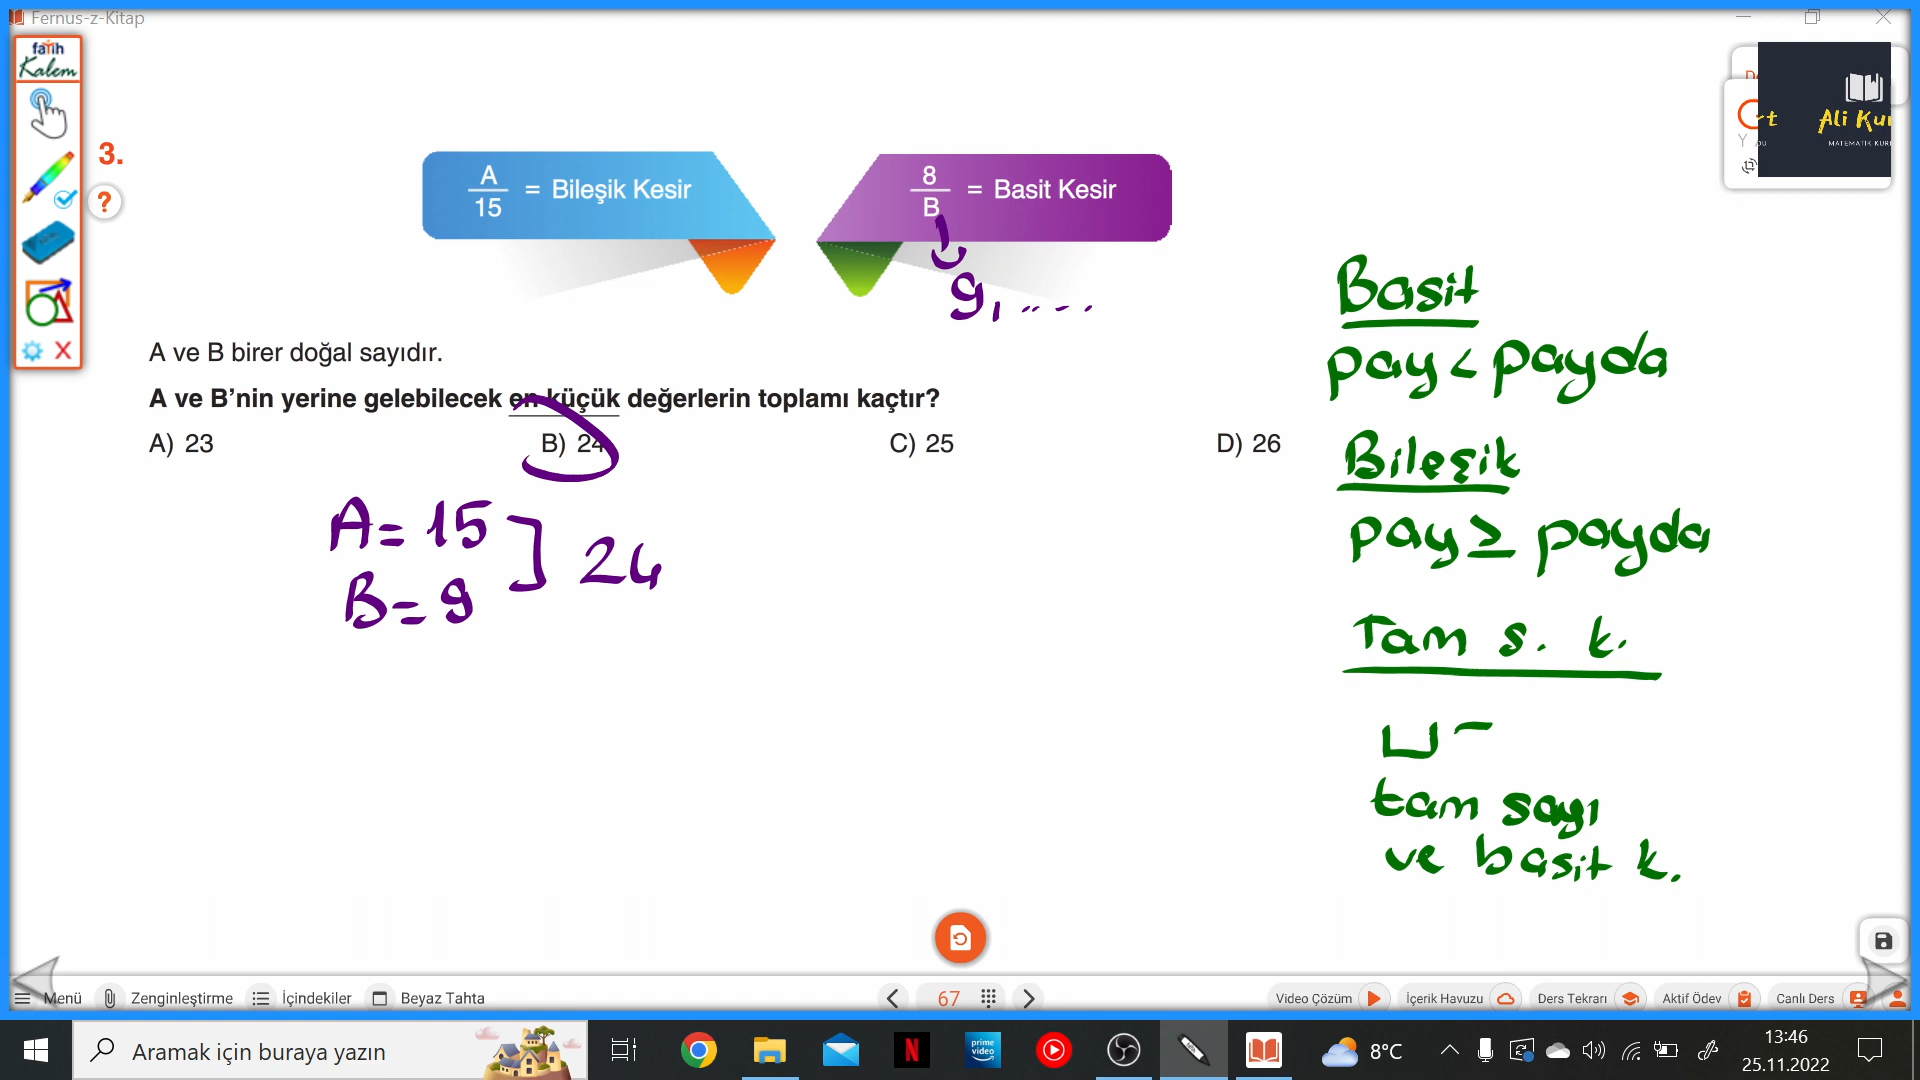 Fernus-z-Kitap
fatih
Kalem
Ali Kur
MATEMATİK KUR
3.
A
15
= Bileşik Kesir
8
B
= Basit Kesir
9, .....
A ve B birer doğal sayıdır.
A ve B’nin yerine gelebilecek en küçük değerlerin toplamı kaçtır?
A) 23
B) 24
C) 25
D) 26
A = 15
B = 9
] 24
Basit
pay < payda
Bileşik
pay ≥ payda
Tam s. k.
tam sayı
ve basit k.
Menü
Zenginleştirme
İçindekiler
Beyaz Tahta
67
Video Çözüm
İçerik Havuzu
Ders Tekrarı
Aktif Ödev
Canlı Ders
Aramak için buraya yazın
prime
video
8°C
13:46
25.11.2022